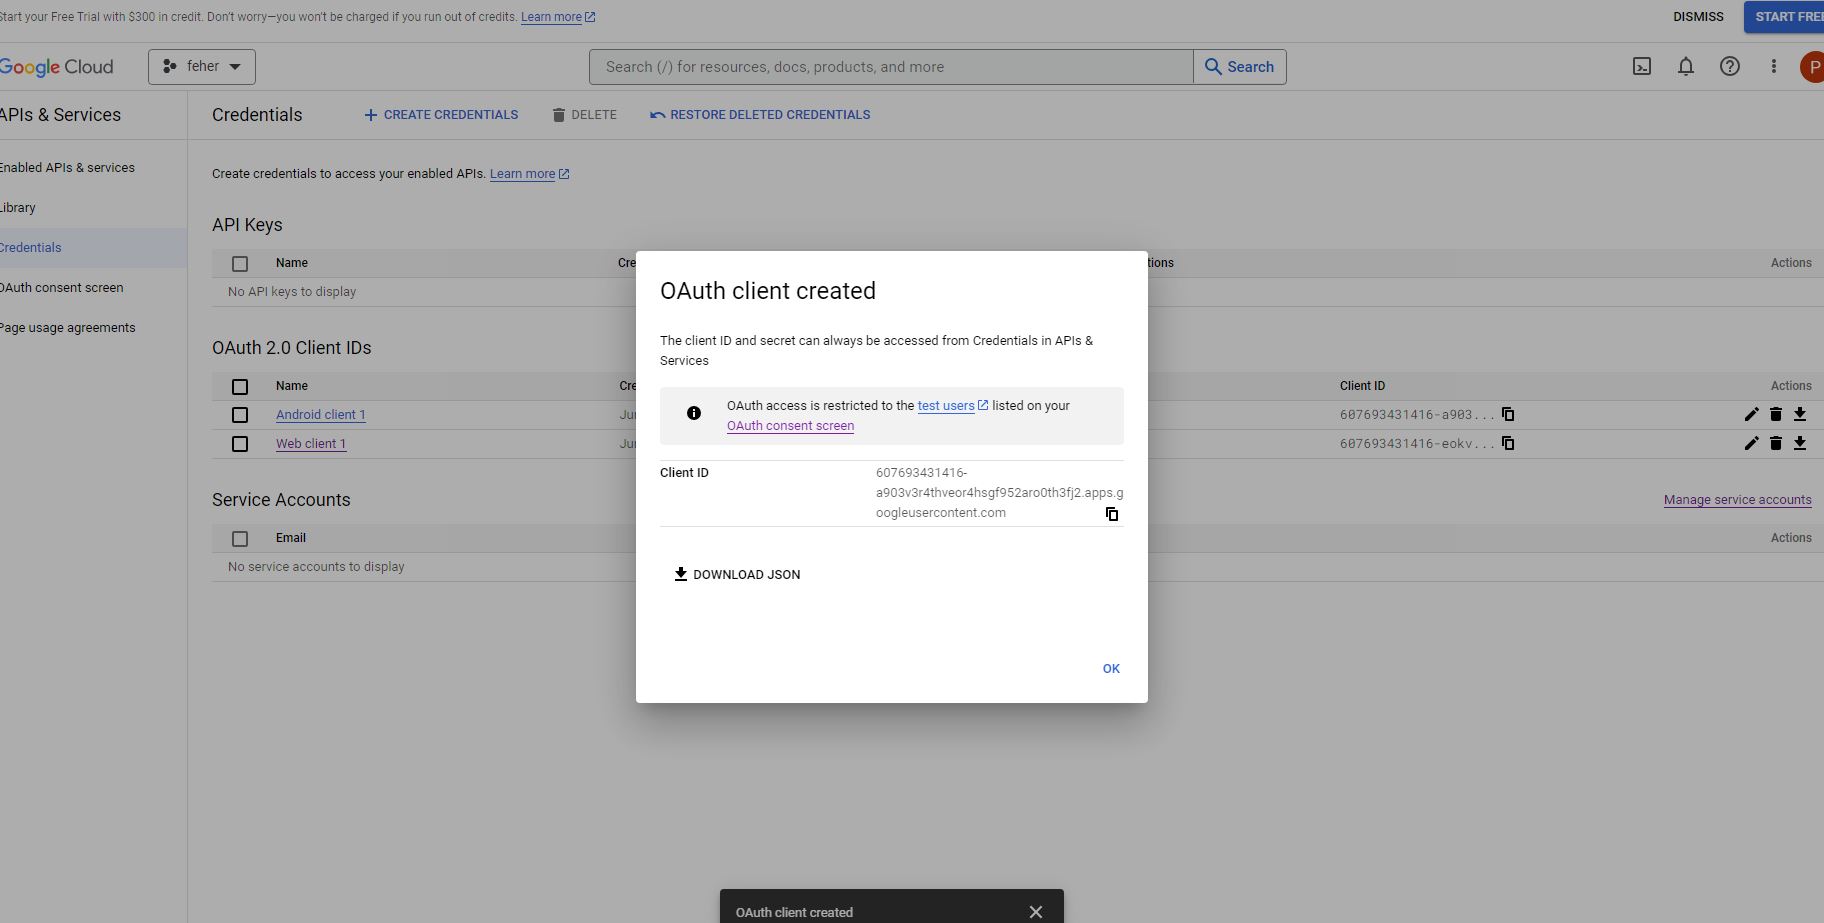 Start your Free Trial with $300 in credit. Don't worry—you won't be charged if you run out of credits. Learn more
DISMISS
START FREE
Google Cloud
feher
Search (/) for resources, docs, products, and more
Search
P
APIs & Services
Credentials
CREATE CREDENTIALS
DELETE
RESTORE DELETED CREDENTIALS
Enabled APIs & services
Library
Credentials
OAuth consent screen
Page usage agreements
Create credentials to access your enabled APIs. Learn more
API Keys
Name
Cre
tions
Actions
No API keys to display
OAuth 2.0 Client IDs
Name
Cre
Client ID
Actions
Android client 1
Jun
607693431416-a903...
Web client 1
Jun
607693431416-eokv...
Service Accounts
Manage service accounts
Email
Actions
No service accounts to display
OAuth client created
The client ID and secret can always be accessed from Credentials in APIs &
Services
OAuth access is restricted to the test users listed on your
OAuth consent screen
Client ID
607693431416-
a903v3r4thveor4hsgf952aro0th3fj2.apps.g
oogleusercontent.com
DOWNLOAD JSON
OK
OAuth client created